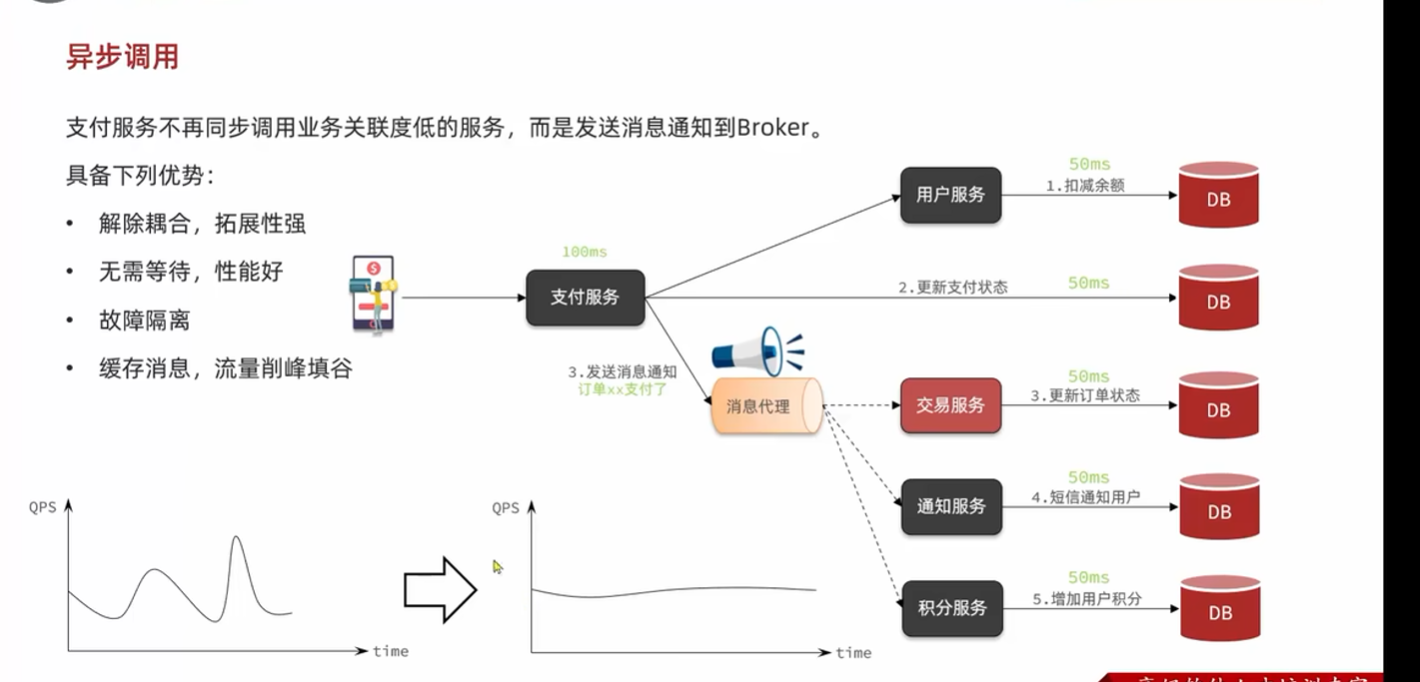 异步调用
支付服务不再同步调用业务关联度低的服务，而是发送消息通知到Broker。
具备下列优势：
• 解除耦合，拓展性强
• 无需等待，性能好
• 故障隔离
• 缓存消息，流量削峰填谷
100ms
支付服务
用户服务
50ms
1.扣减余额
DB
2.更新支付状态
50ms
DB
3.发送消息通知
订单xx支付了
消息代理
交易服务
50ms
3.更新订单状态
DB
通知服务
50ms
4.短信通知用户
DB
积分服务
50ms
5.增加用户积分
DB
QPS
time
QPS
time